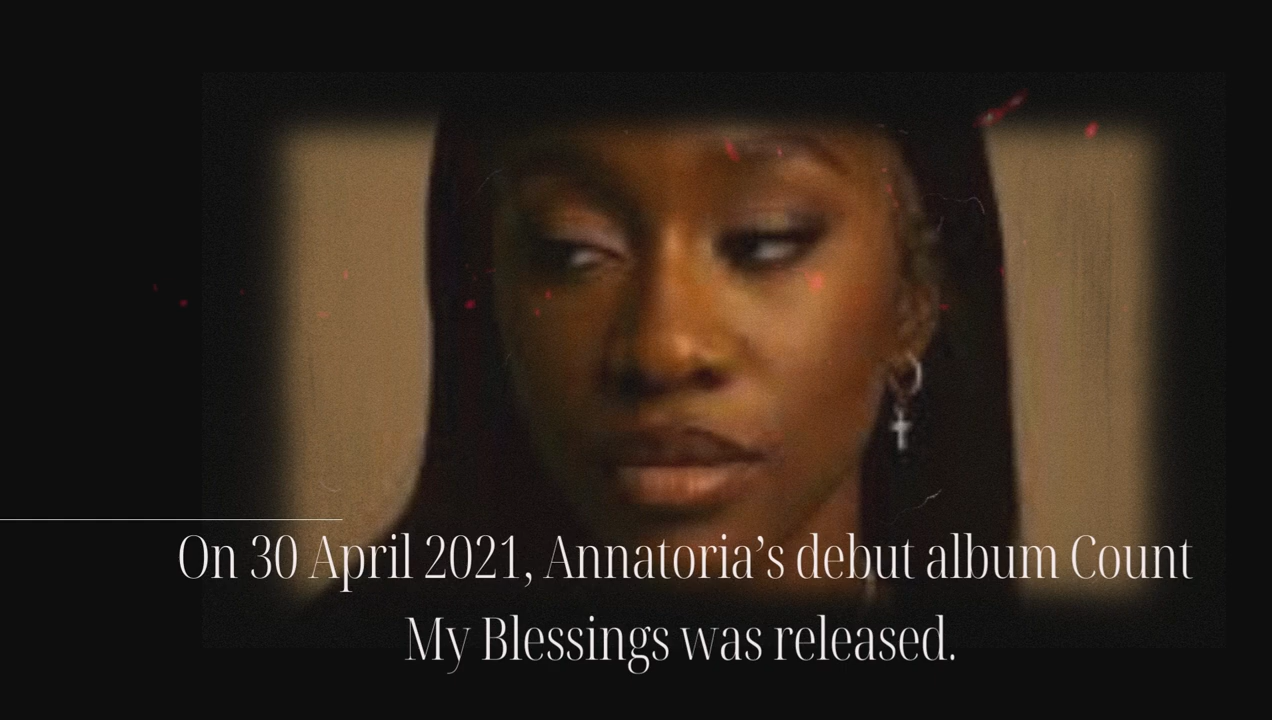 On 30 April 2021, Annatoria’s debut album Count
My Blessings was released.